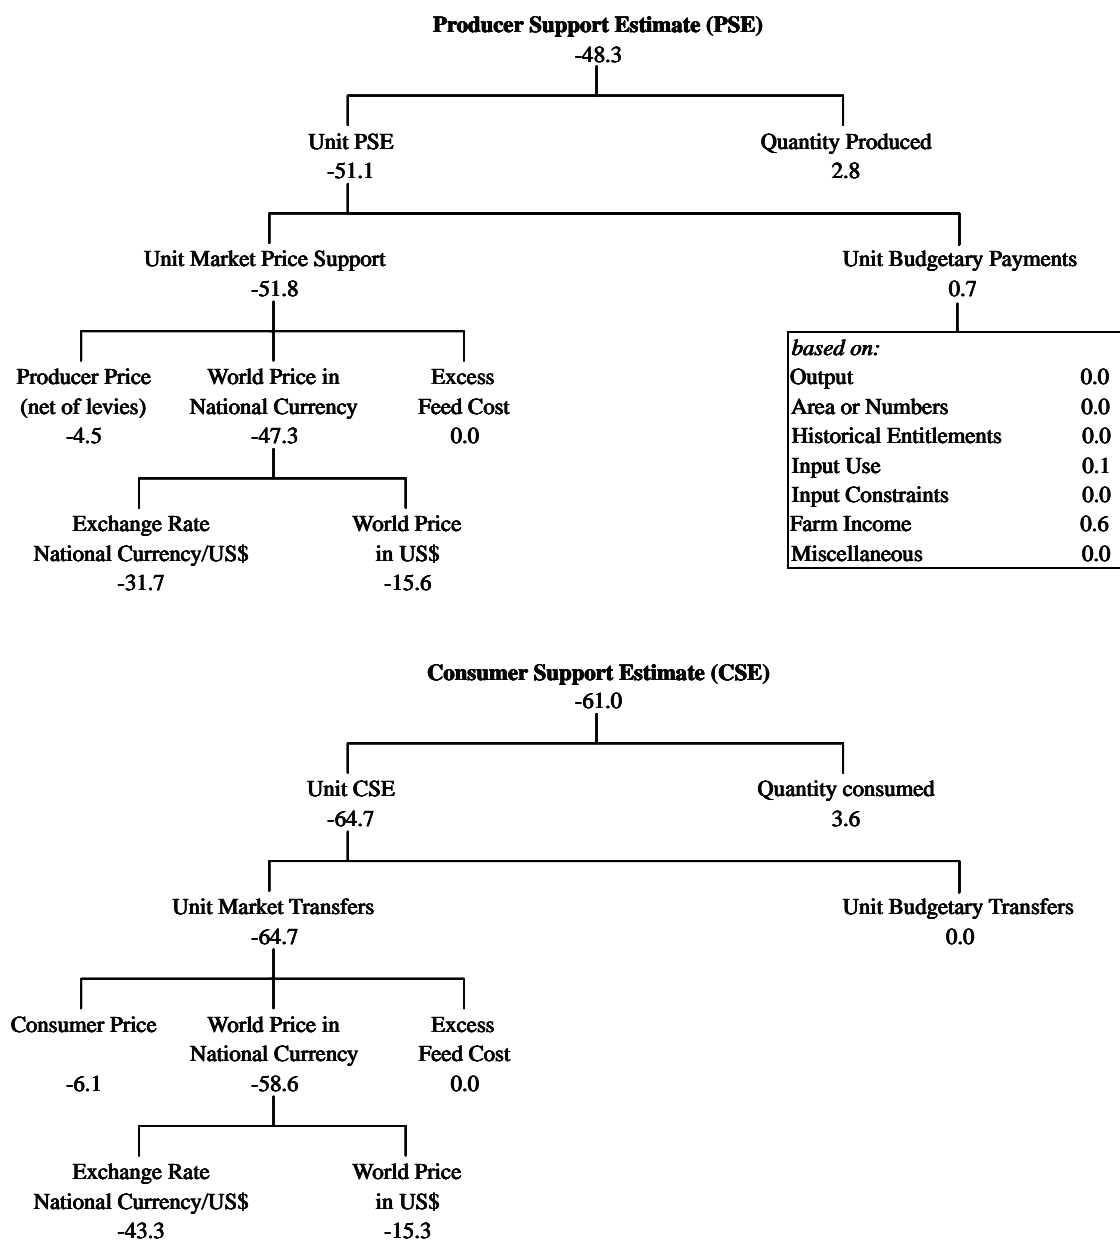 Producer Support Estimate (PSE)
-48.3
Unit PSE Quantity Produced
-51.1 2.8
Unit Market Price Support Unit Budgetary Payments
-51.8 0.7
based on:
Producer Price World Price in Excess Output 0.0
(net of levies) National Currency Feed Cost Area or Numbers 0.0
-4.5 -47.3 0.0 Historical Entitlements 0.0
Input Use 0.1
Input Constraints 0.0
Exchange Rate World Price Farm Income 0.6
National Currency/US$ in US$ Miscellaneous 0.0
-31.7 -15.6
Consumer Support Estimate (CSE)
-61.0
Unit CSE Quantity consumed
-64.7 3.6
Unit Market Transfers Unit Budgetary Transfers
-64.7 0.0
Consumer Price World Price in Excess
National Currency Feed Cost
-6.1 -58.6 0.0
Exchange Rate World Price
National Currency/US$ in US$
-43.3 -15.3